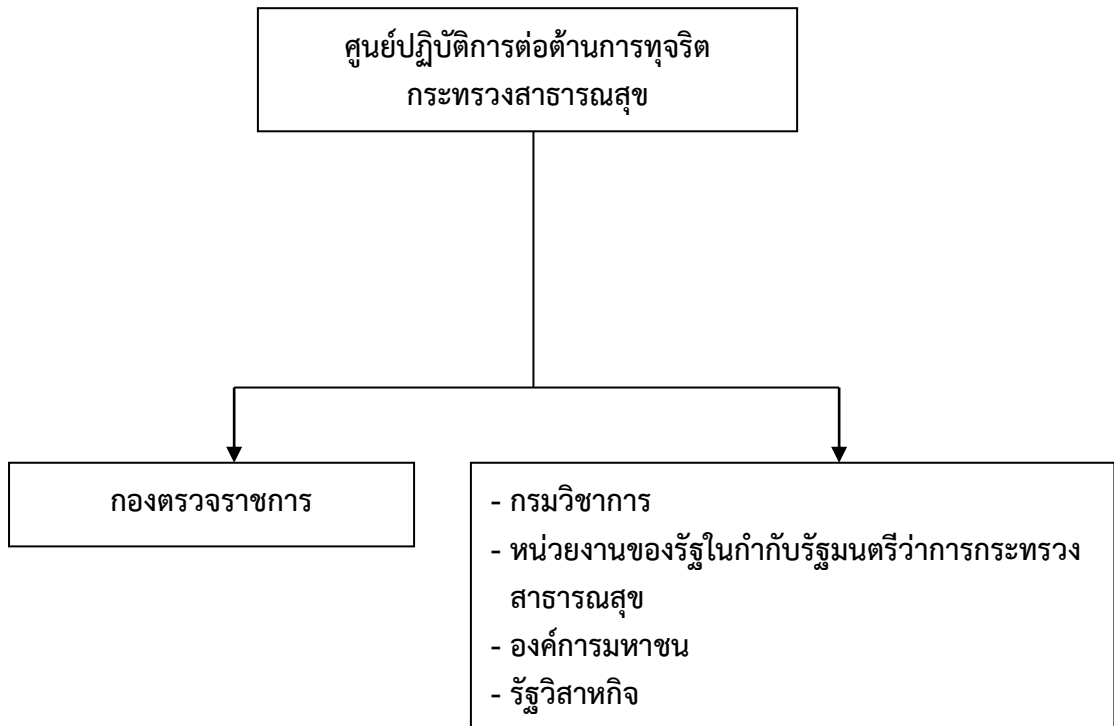 ศูนย์ปฏิบัติการต่อต้านการทุจริต
กระทรวงสาธารณสุข
กองตรวจราชการ
- กรมวิชาการ
- หน่วยงานของรัฐในกำกับรัฐมนตรีว่าการกระทรวง
สาธารณสุข
- องค์การมหาชน
- รัฐวิสาหกิจ